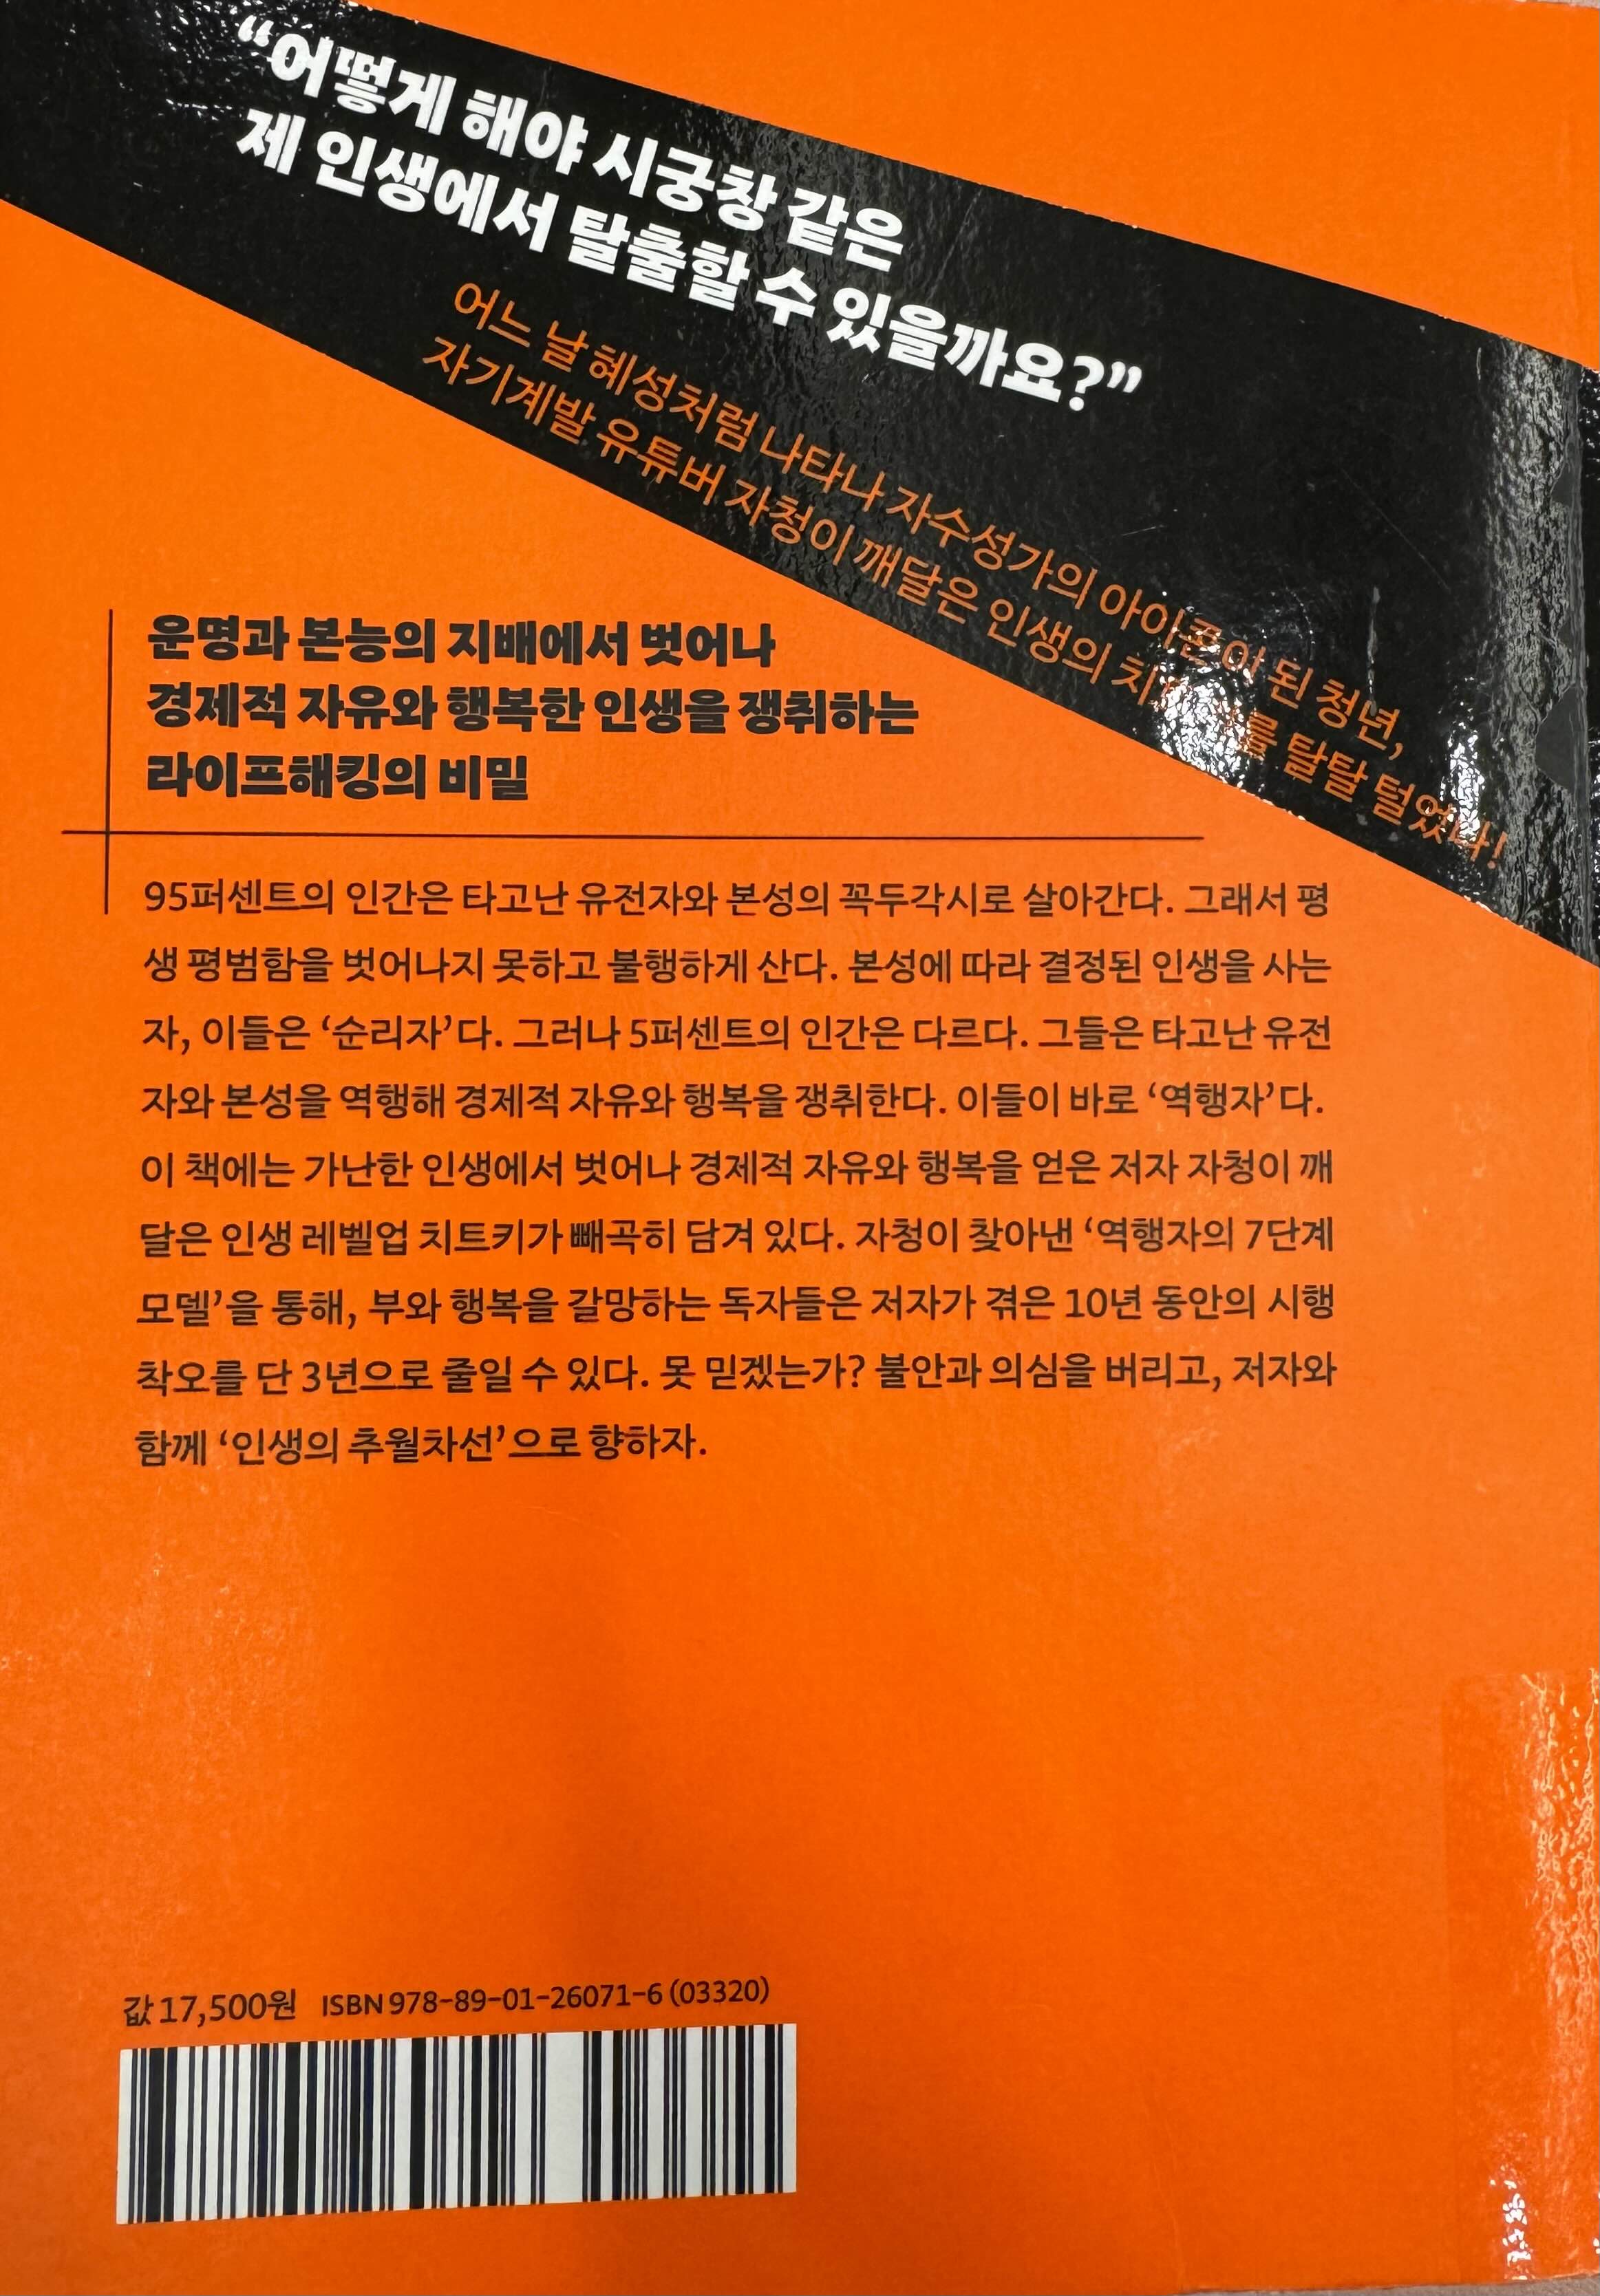 “어떻게 해야 시궁창 같은
제 인생에서 탈출할 수 있을까요?”
어느 날 혜성처럼 나타나 자수성가의 아이콘이 된 청년,
자기계발 유튜버 자청이 깨달은 인생의 탈탈 털었다!
운명과 본능의 지배에서 벗어나
경제적 자유와 행복한 인생을 쟁취하는
라이프해킹의 비밀
95퍼센트의 인간은 타고난 유전자와 본성의 꼭두각시로 살아간다. 그래서 평
생 평범함을 벗어나지 못하고 불행하게 산다. 본성에 따라 결정된 인생을 사는
자, 이들은 ‘순리자’다. 그러나 5퍼센트의 인간은 다르다. 그들은 타고난 유전
자와 본성을 역행해 경제적 자유와 행복을 쟁취한다. 이들이 바로 ‘역행자’다.
이 책에는 가난한 인생에서 벗어나 경제적 자유와 행복을 얻은 저자 자청이 깨
달은 인생 레벨업 치트키가 빼곡히 담겨 있다. 자청이 찾아낸 ‘역행자의 7단계
모델’을 통해, 부와 행복을 갈망하는 독자들은 저자가 겪은 10년 동안의 시행
착오를 단 3년으로 줄일 수 있다. 못 믿겠는가? 불안과 의심을 버리고, 저자와
함께 ‘인생의 추월차선’으로 향하자.
값 17,500원 ISBN 978-89-01-26071-6 (03320)